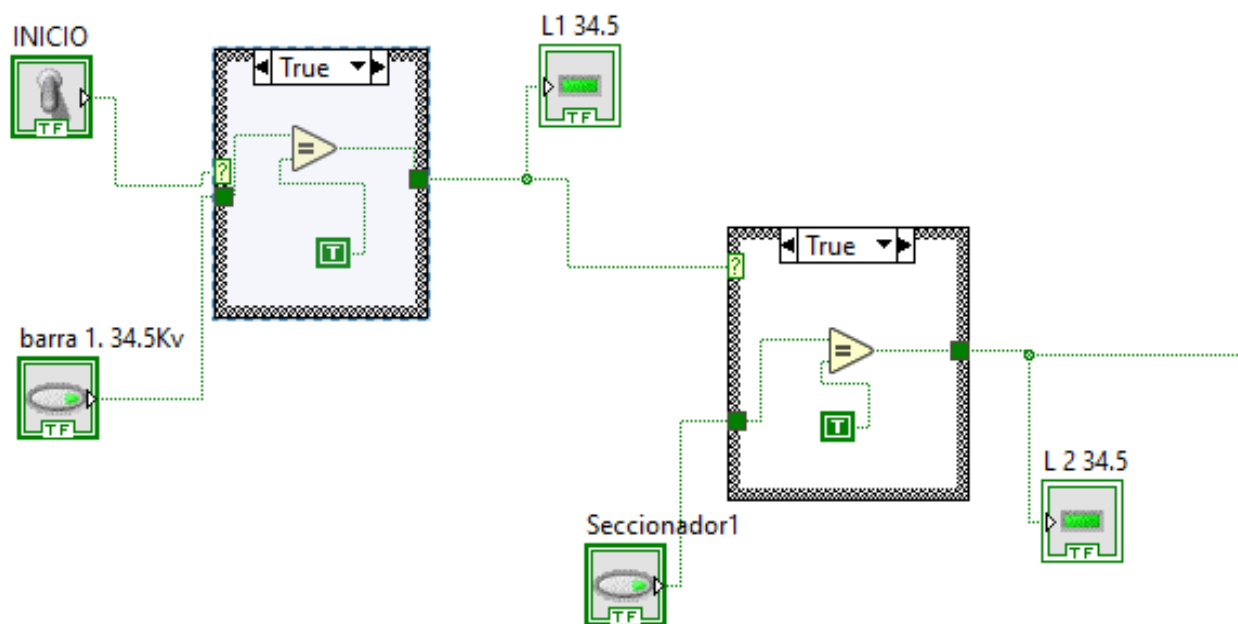 INICIO
TF
True
?
=
T
L1 34.5
TF
barra 1. 34.5Kv
TF
True
?
=
T
Seccionador1
TF
L 2 34.5
TF